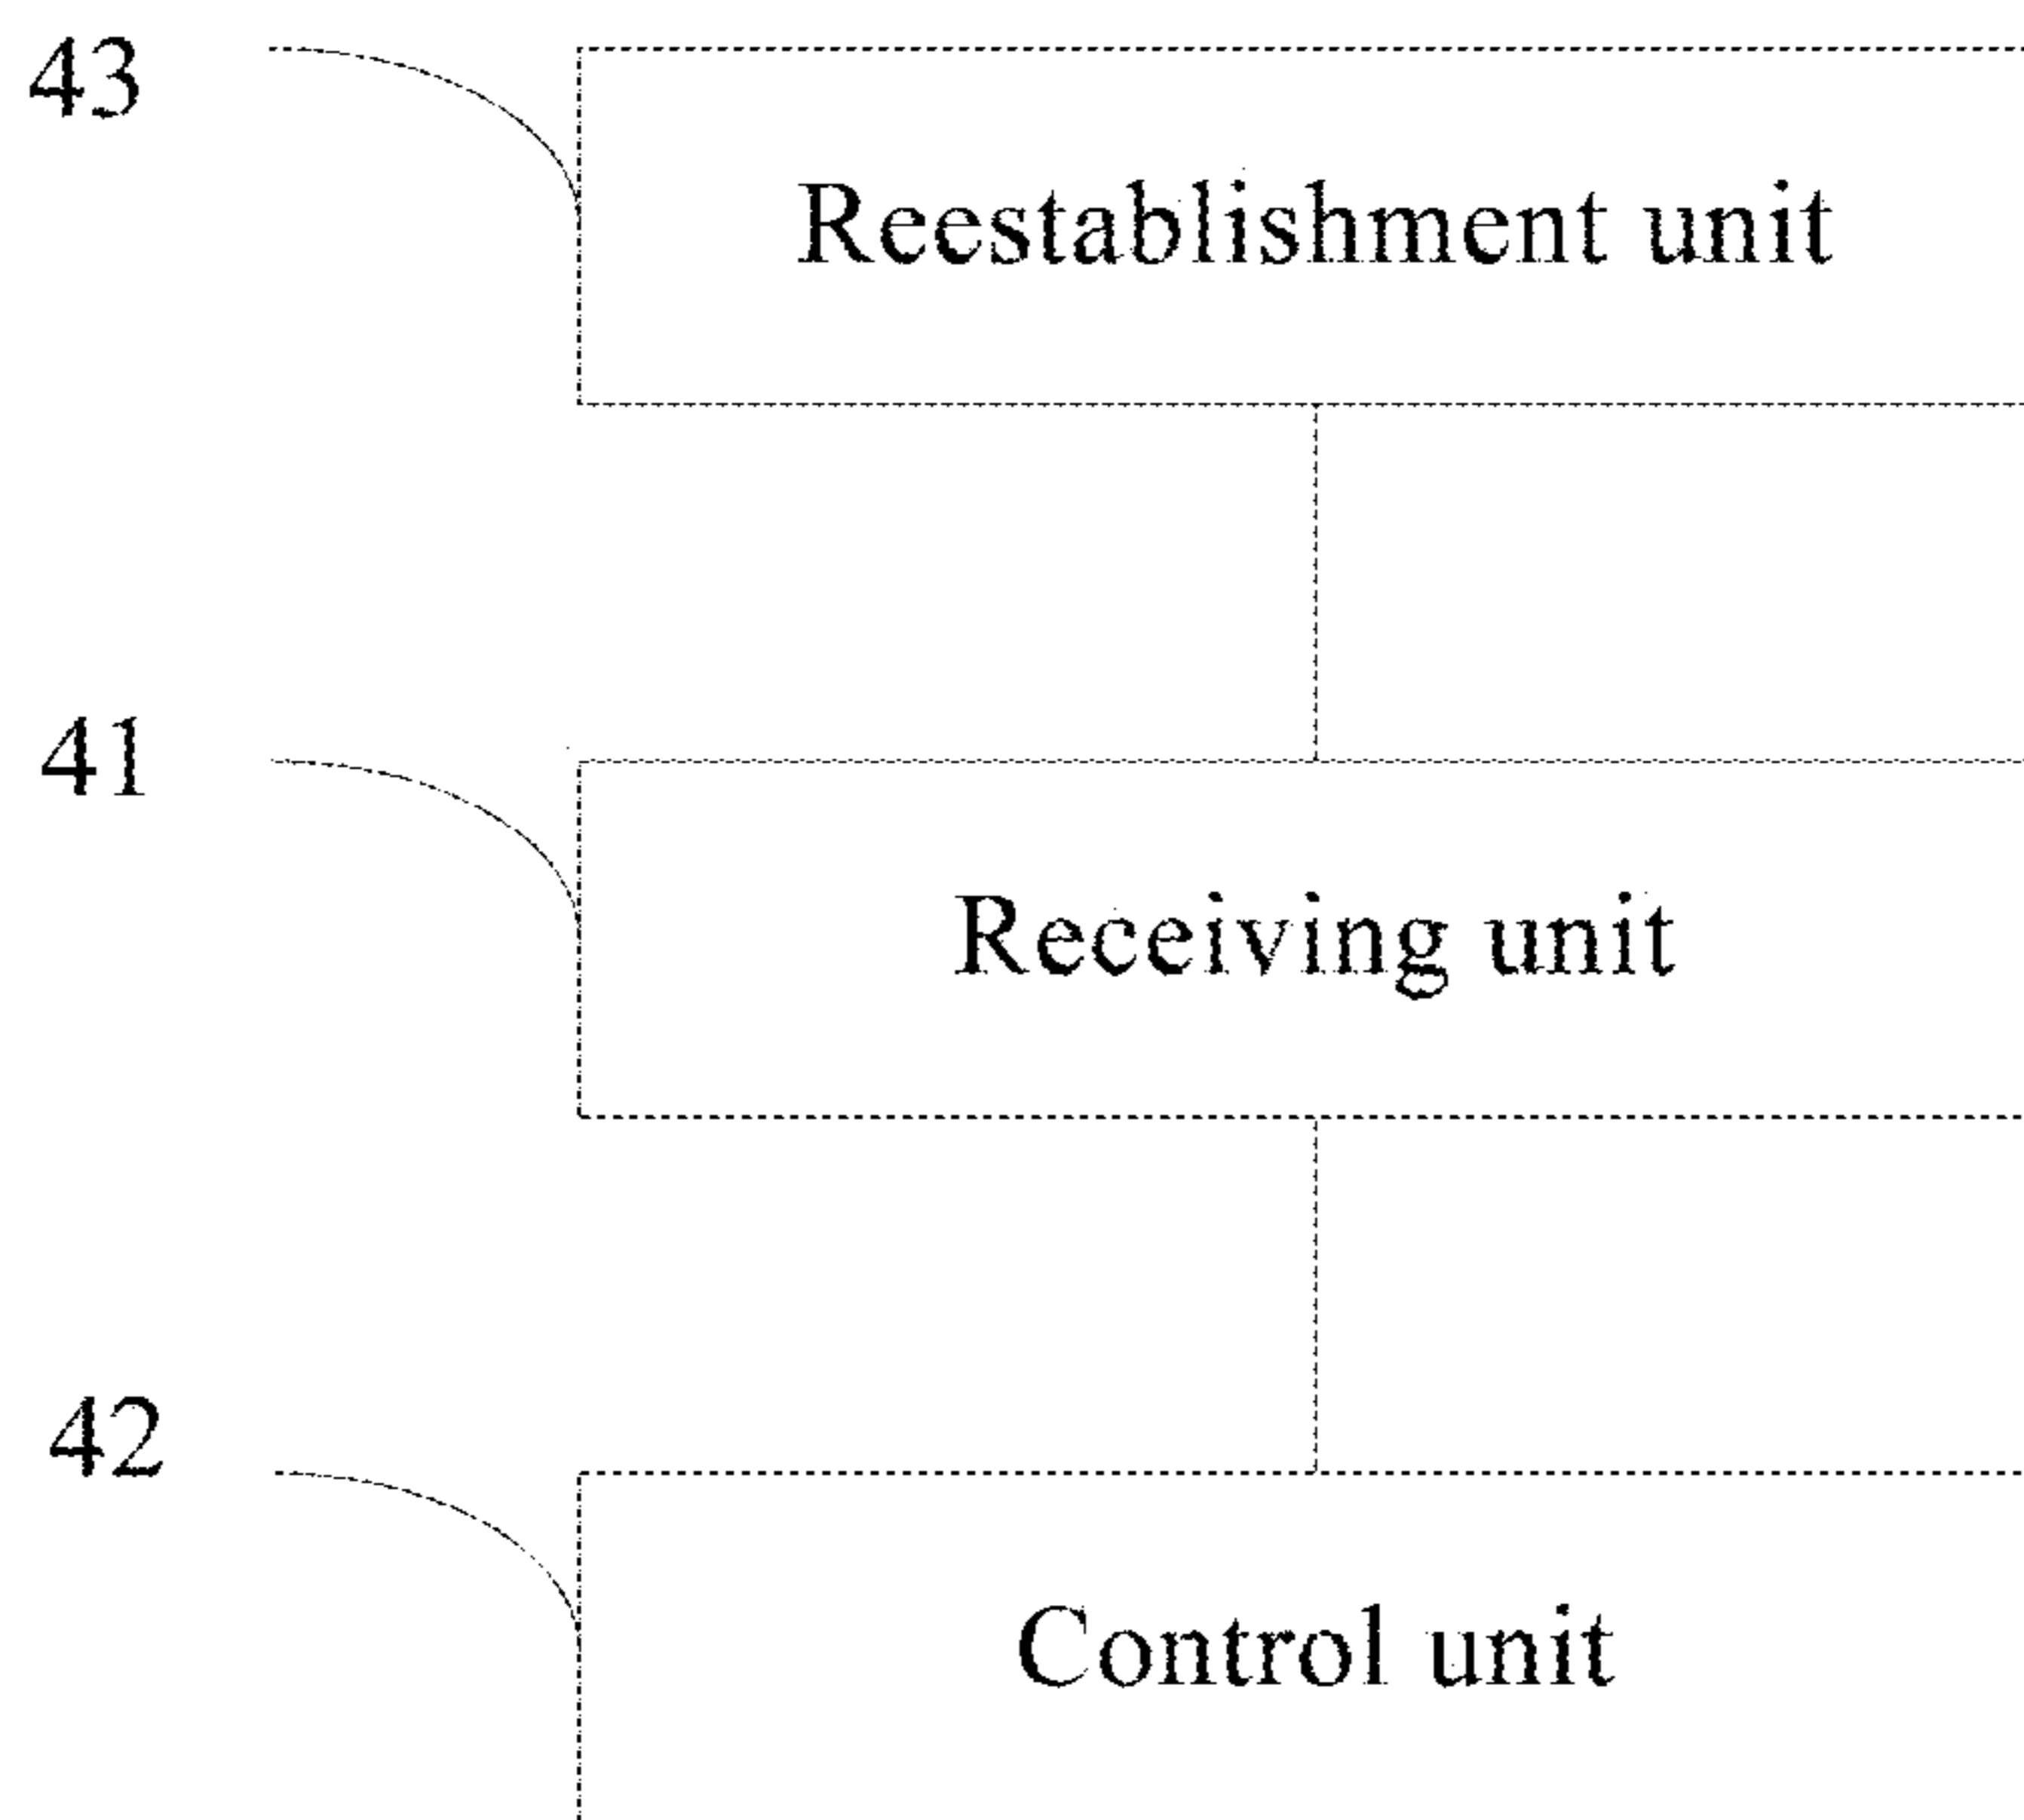 43
Reestablishment unit
41
Receiving unit
42
Control unit